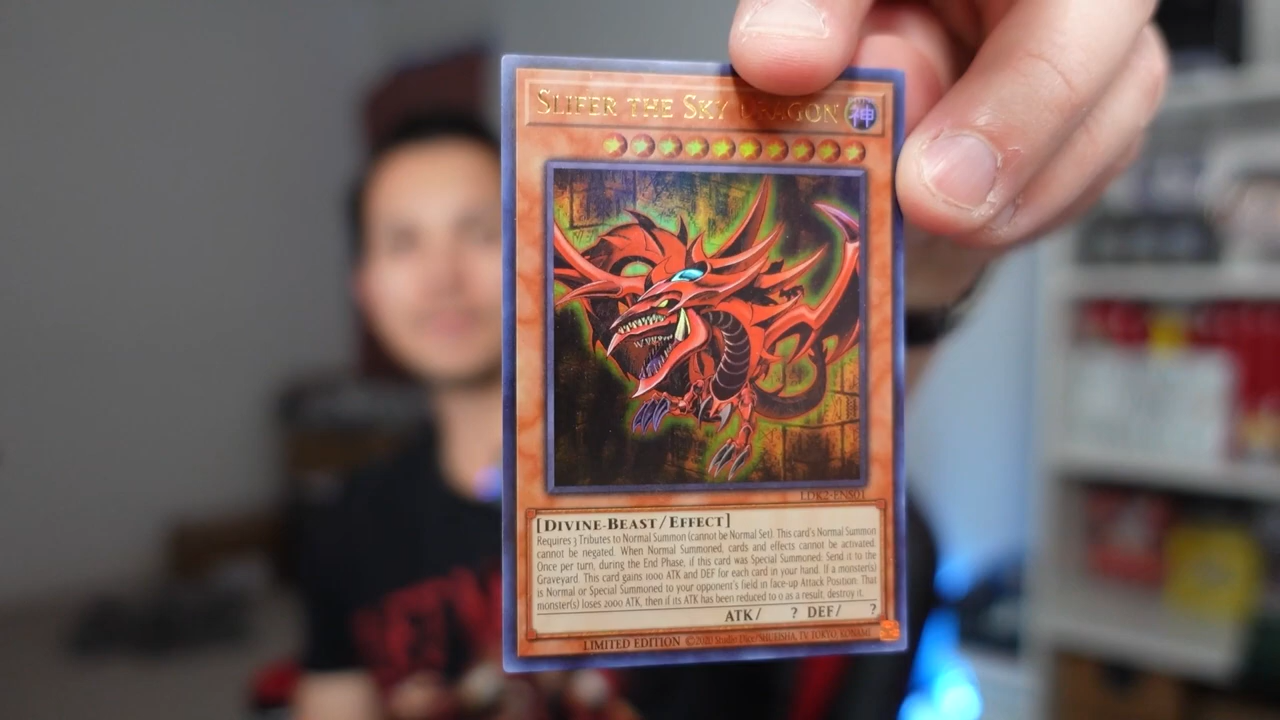 SLIFER THE SKY DRAGON 神
LDK2-ENS01
[DIVINE-BEAST/EFFECT]
Requires 3 Tributes to Normal Summon (cannot be Normal Set). This card's Normal Summon
cannot be negated. When Normal Summoned, cards and effects cannot be activated.
Once per turn, during the End Phase, if this card was Special Summoned: Send it to the
Graveyard. This card gains 1000 ATK and DEF for each card in your hand. If a monster(s)
is Normal or Special Summoned to your opponent's field in face-up Attack Position: That
monster(s) loses 2000 ATK, then if its ATK has been reduced to 0 as a result, destroy it.
ATK/ ? DEF/ ?
LIMITED EDITION ©2020 Studio Dice/SHUEISHA, TV TOKYO, KONAMI